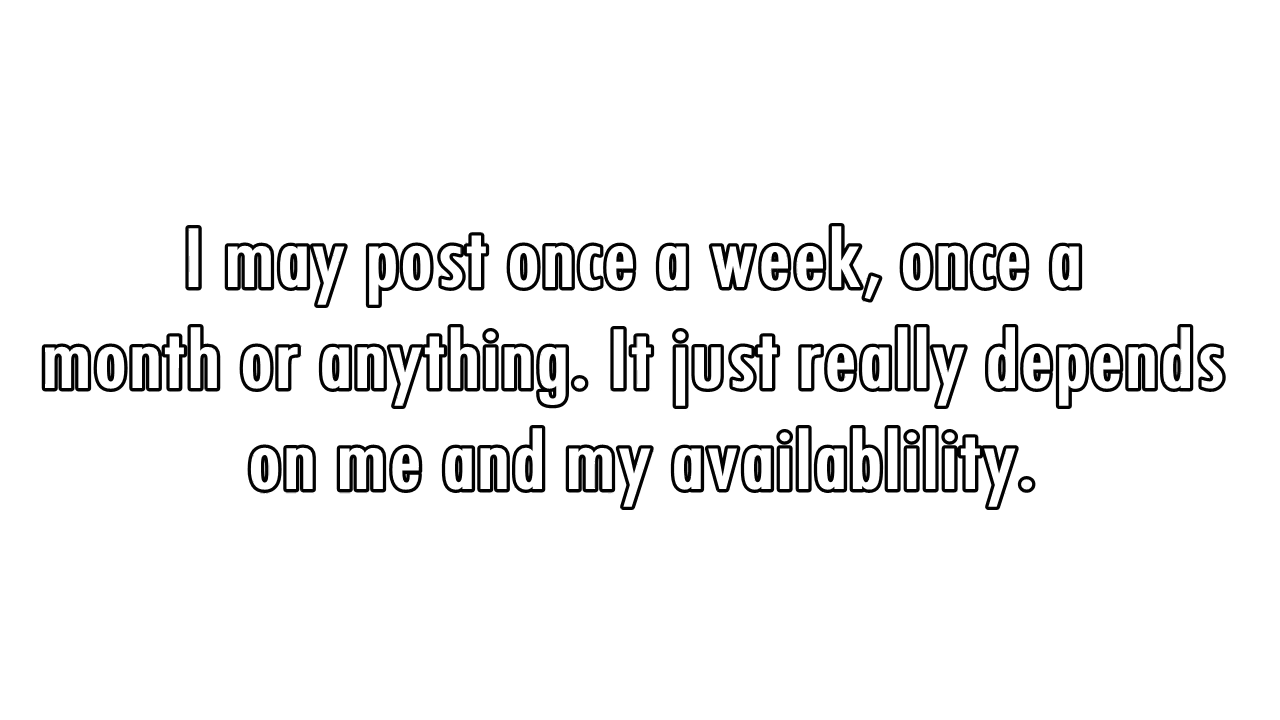 I may post once a week, once a
month or anything. It just really depends
on me and my availablility.